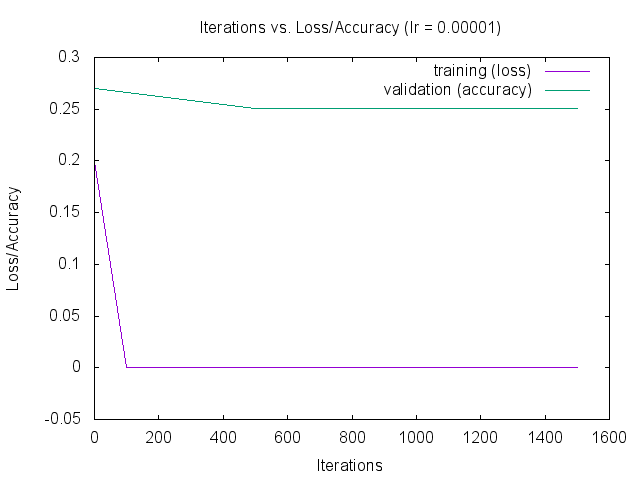 Iterations vs. Loss/Accuracy (lr = 0.00001)
0.3
training (loss)
validation (accuracy)
0.25
0.2
0.15
0.1
0.05
0
-0.05
Loss/Accuracy
0 200 400 600 800 1000 1200 1400 1600
Iterations